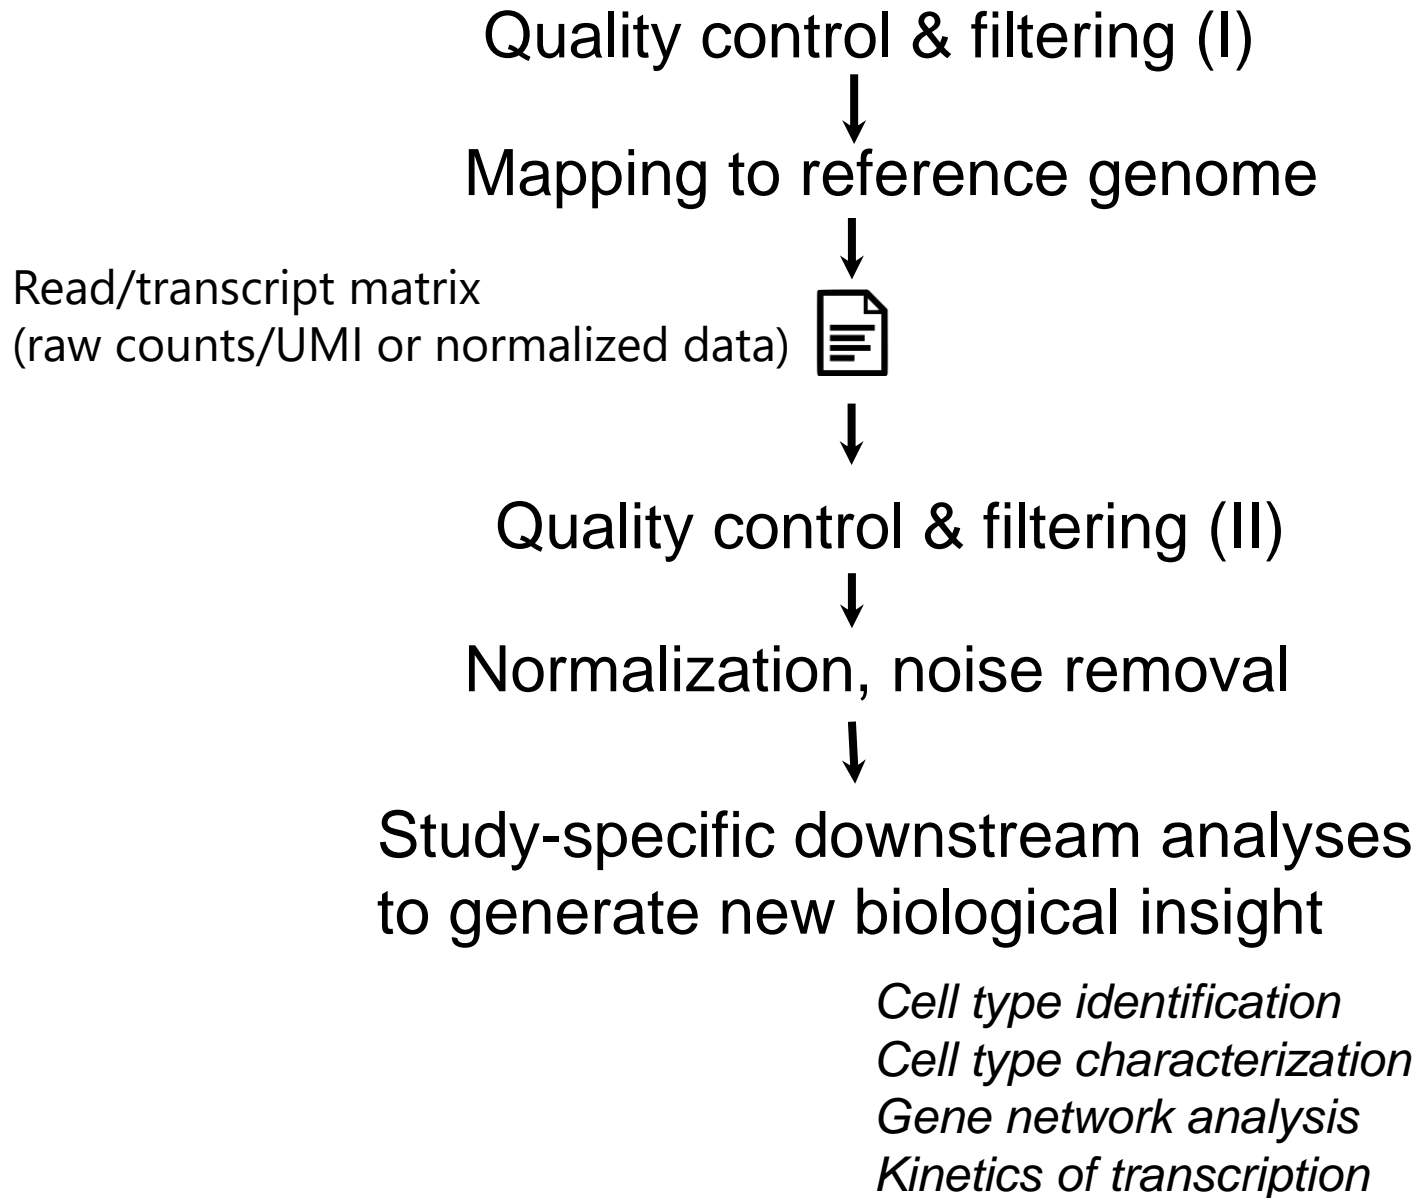 Quality control & filtering (I)
Mapping to reference genome
Read/transcript matrix
(raw counts/UMI or normalized data)
Quality control & filtering (II)
Normalization, noise removal
Study-specific downstream analyses
to generate new biological insight
Cell type identification
Cell type characterization
Gene network analysis
Kinetics of transcription